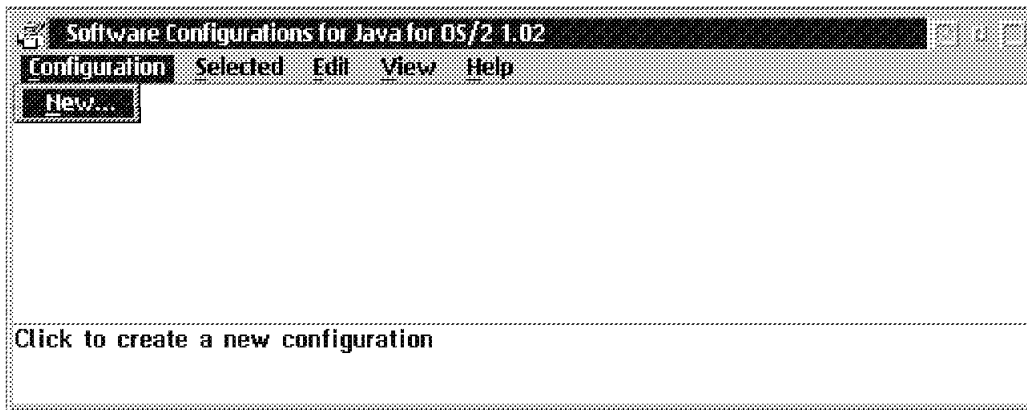 Software Configurations for Java for OS/2 1.02
Configuration Selected Edit View Help
New...
Click to create a new configuration